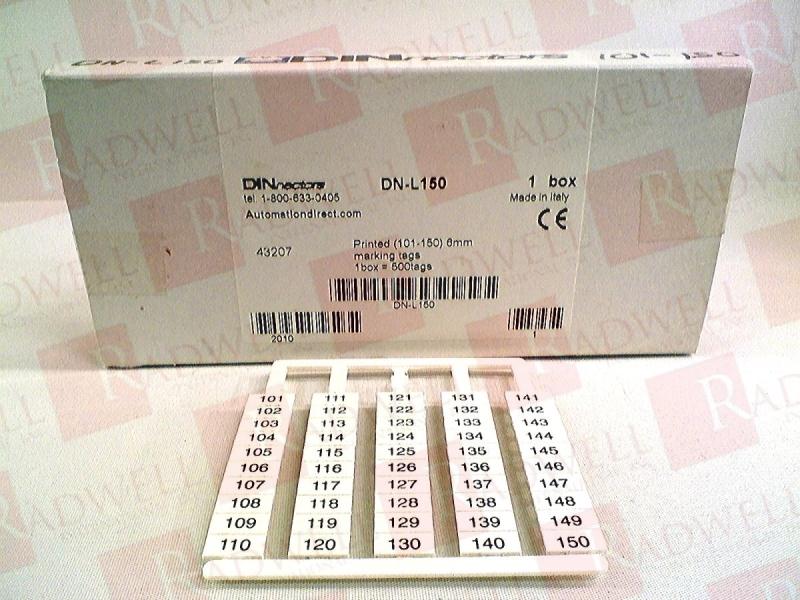 DN-L150 DINnectors 101-150
DINnectors DN-L150 1 box
tel. 1-800-633-0405 Made in Italy
Automationdirect.com
CE
43207 Printed (101-150) 6mm
marking tags
1box = 500tags
DN-L150
2010 1
101 111 121 131 141
102 112 122 132 142
103 113 123 133 143
104 114 124 134 144
105 115 125 135 145
106 116 126 136 146
107 117 127 137 147
108 118 128 138 148
109 119 129 139 149
110 120 130 140 150
RADWELL